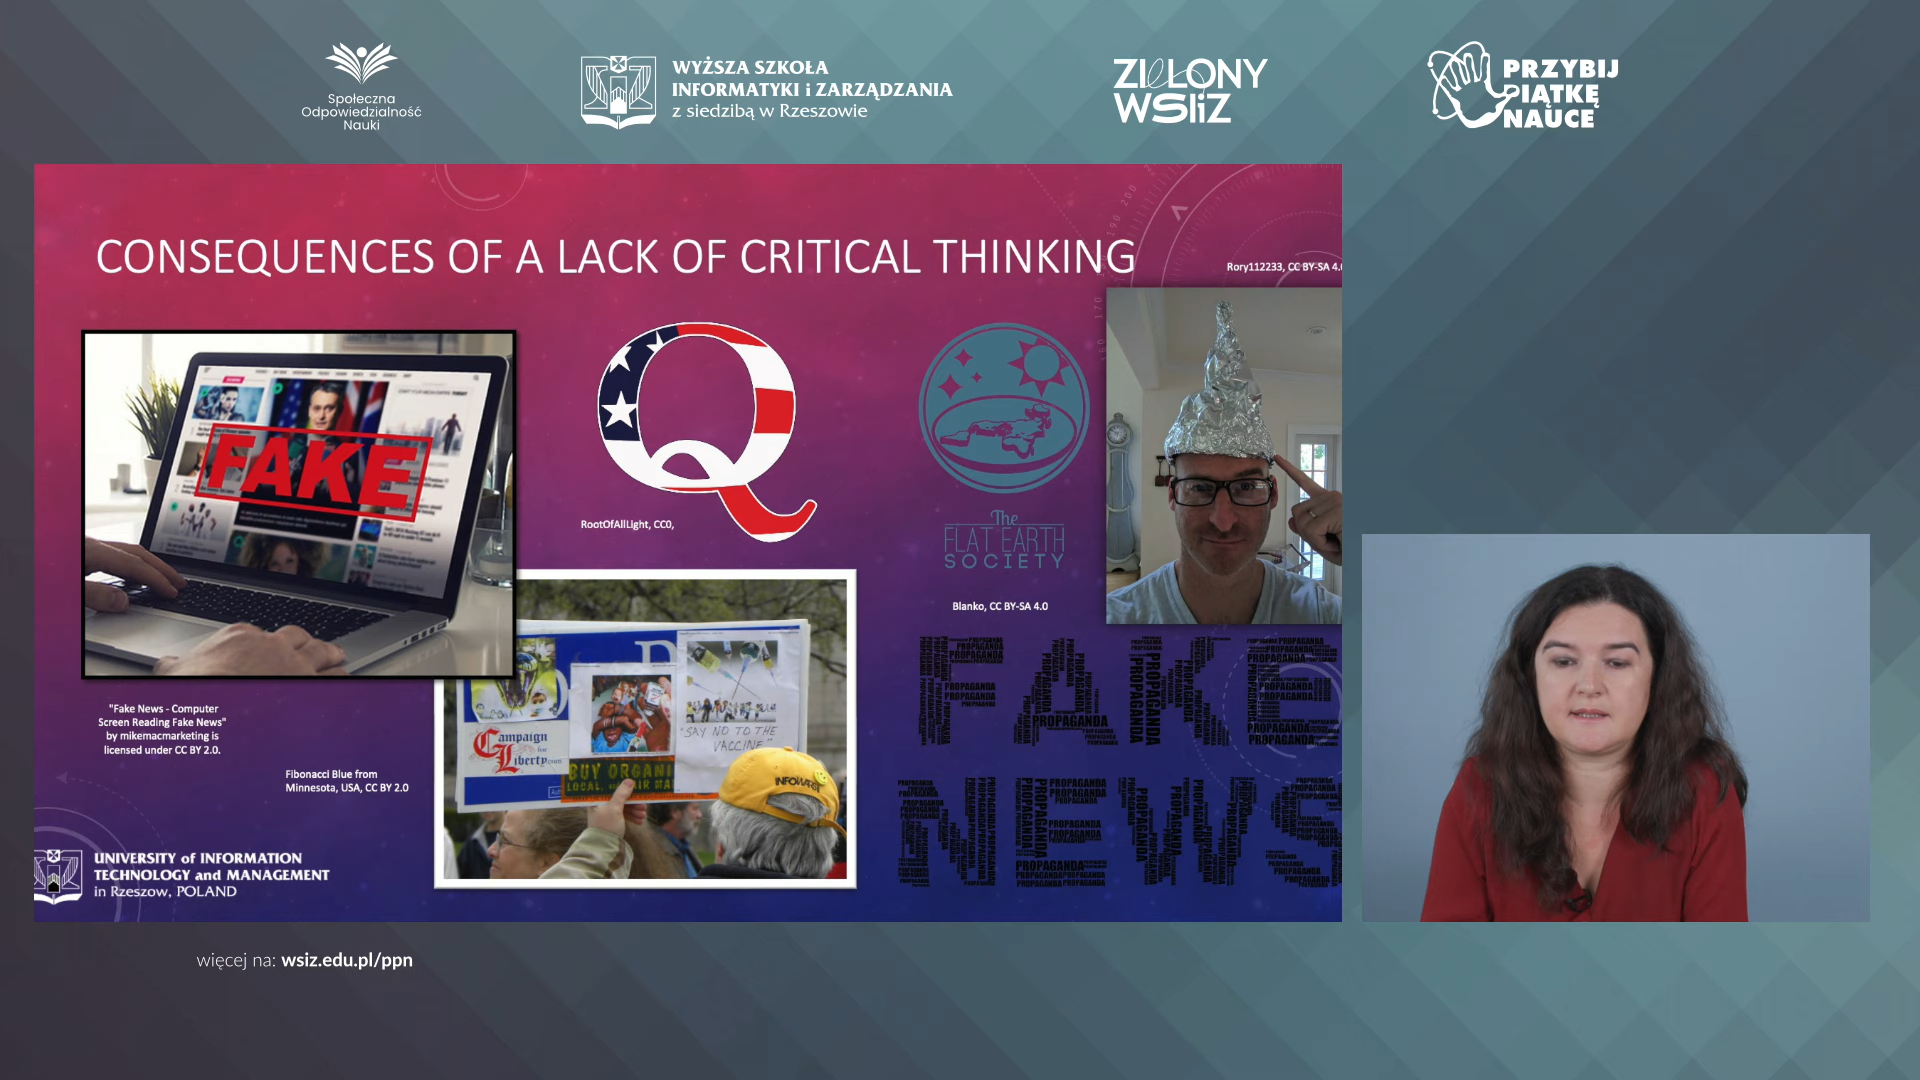 Społeczna
Odpowiedzialność
Nauki
WYŻSZA SZKOŁA
INFORMATYKI i ZARZĄDZANIA
z siedzibą w Rzeszowie
ZIELONY
WSIiZ
PRZYBIJ
PIĄTKĘ
NAUCE
CONSEQUENCES OF A LACK OF CRITICAL THINKING
Rory112233, CC BY-SA 4.0
FAKE
RootOfAllLight, CC0,
The
FLAT EARTH
SOCIETY
Blanko, CC BY-SA 4.0
"Fake News - Computer
Screen Reading Fake News"
by mikemacmarketing is
licensed under CC BY 2.0.
Fibonacci Blue from
Minnesota, USA, CC BY 2.0
Campaign
for
Liberty.com
"SAY NO TO THE
VACCINE"
BUY ORGANI
LOCAL,
INFOWARS
FAKE
NEWS
UNIVERSITY of INFORMATION
TECHNOLOGY and MANAGEMENT
in Rzeszow, POLAND
więcej na: wsiz.edu.pl/ppn